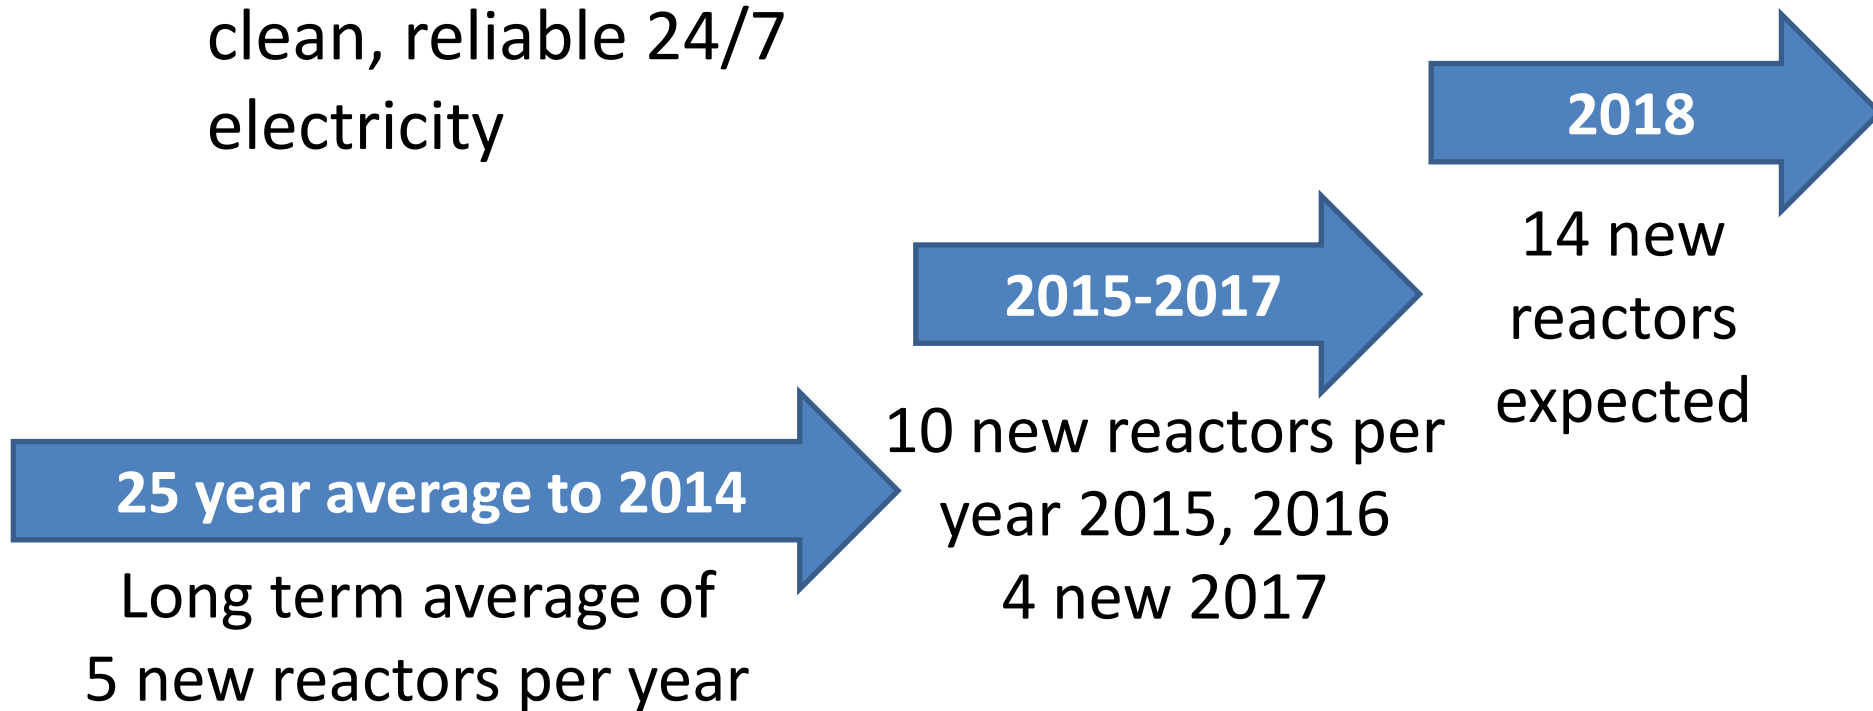 clean, reliable 24/7
electricity
2018
14 new
reactors
expected
2015-2017
10 new reactors per
year 2015, 2016
4 new 2017
25 year average to 2014
Long term average of
5 new reactors per year